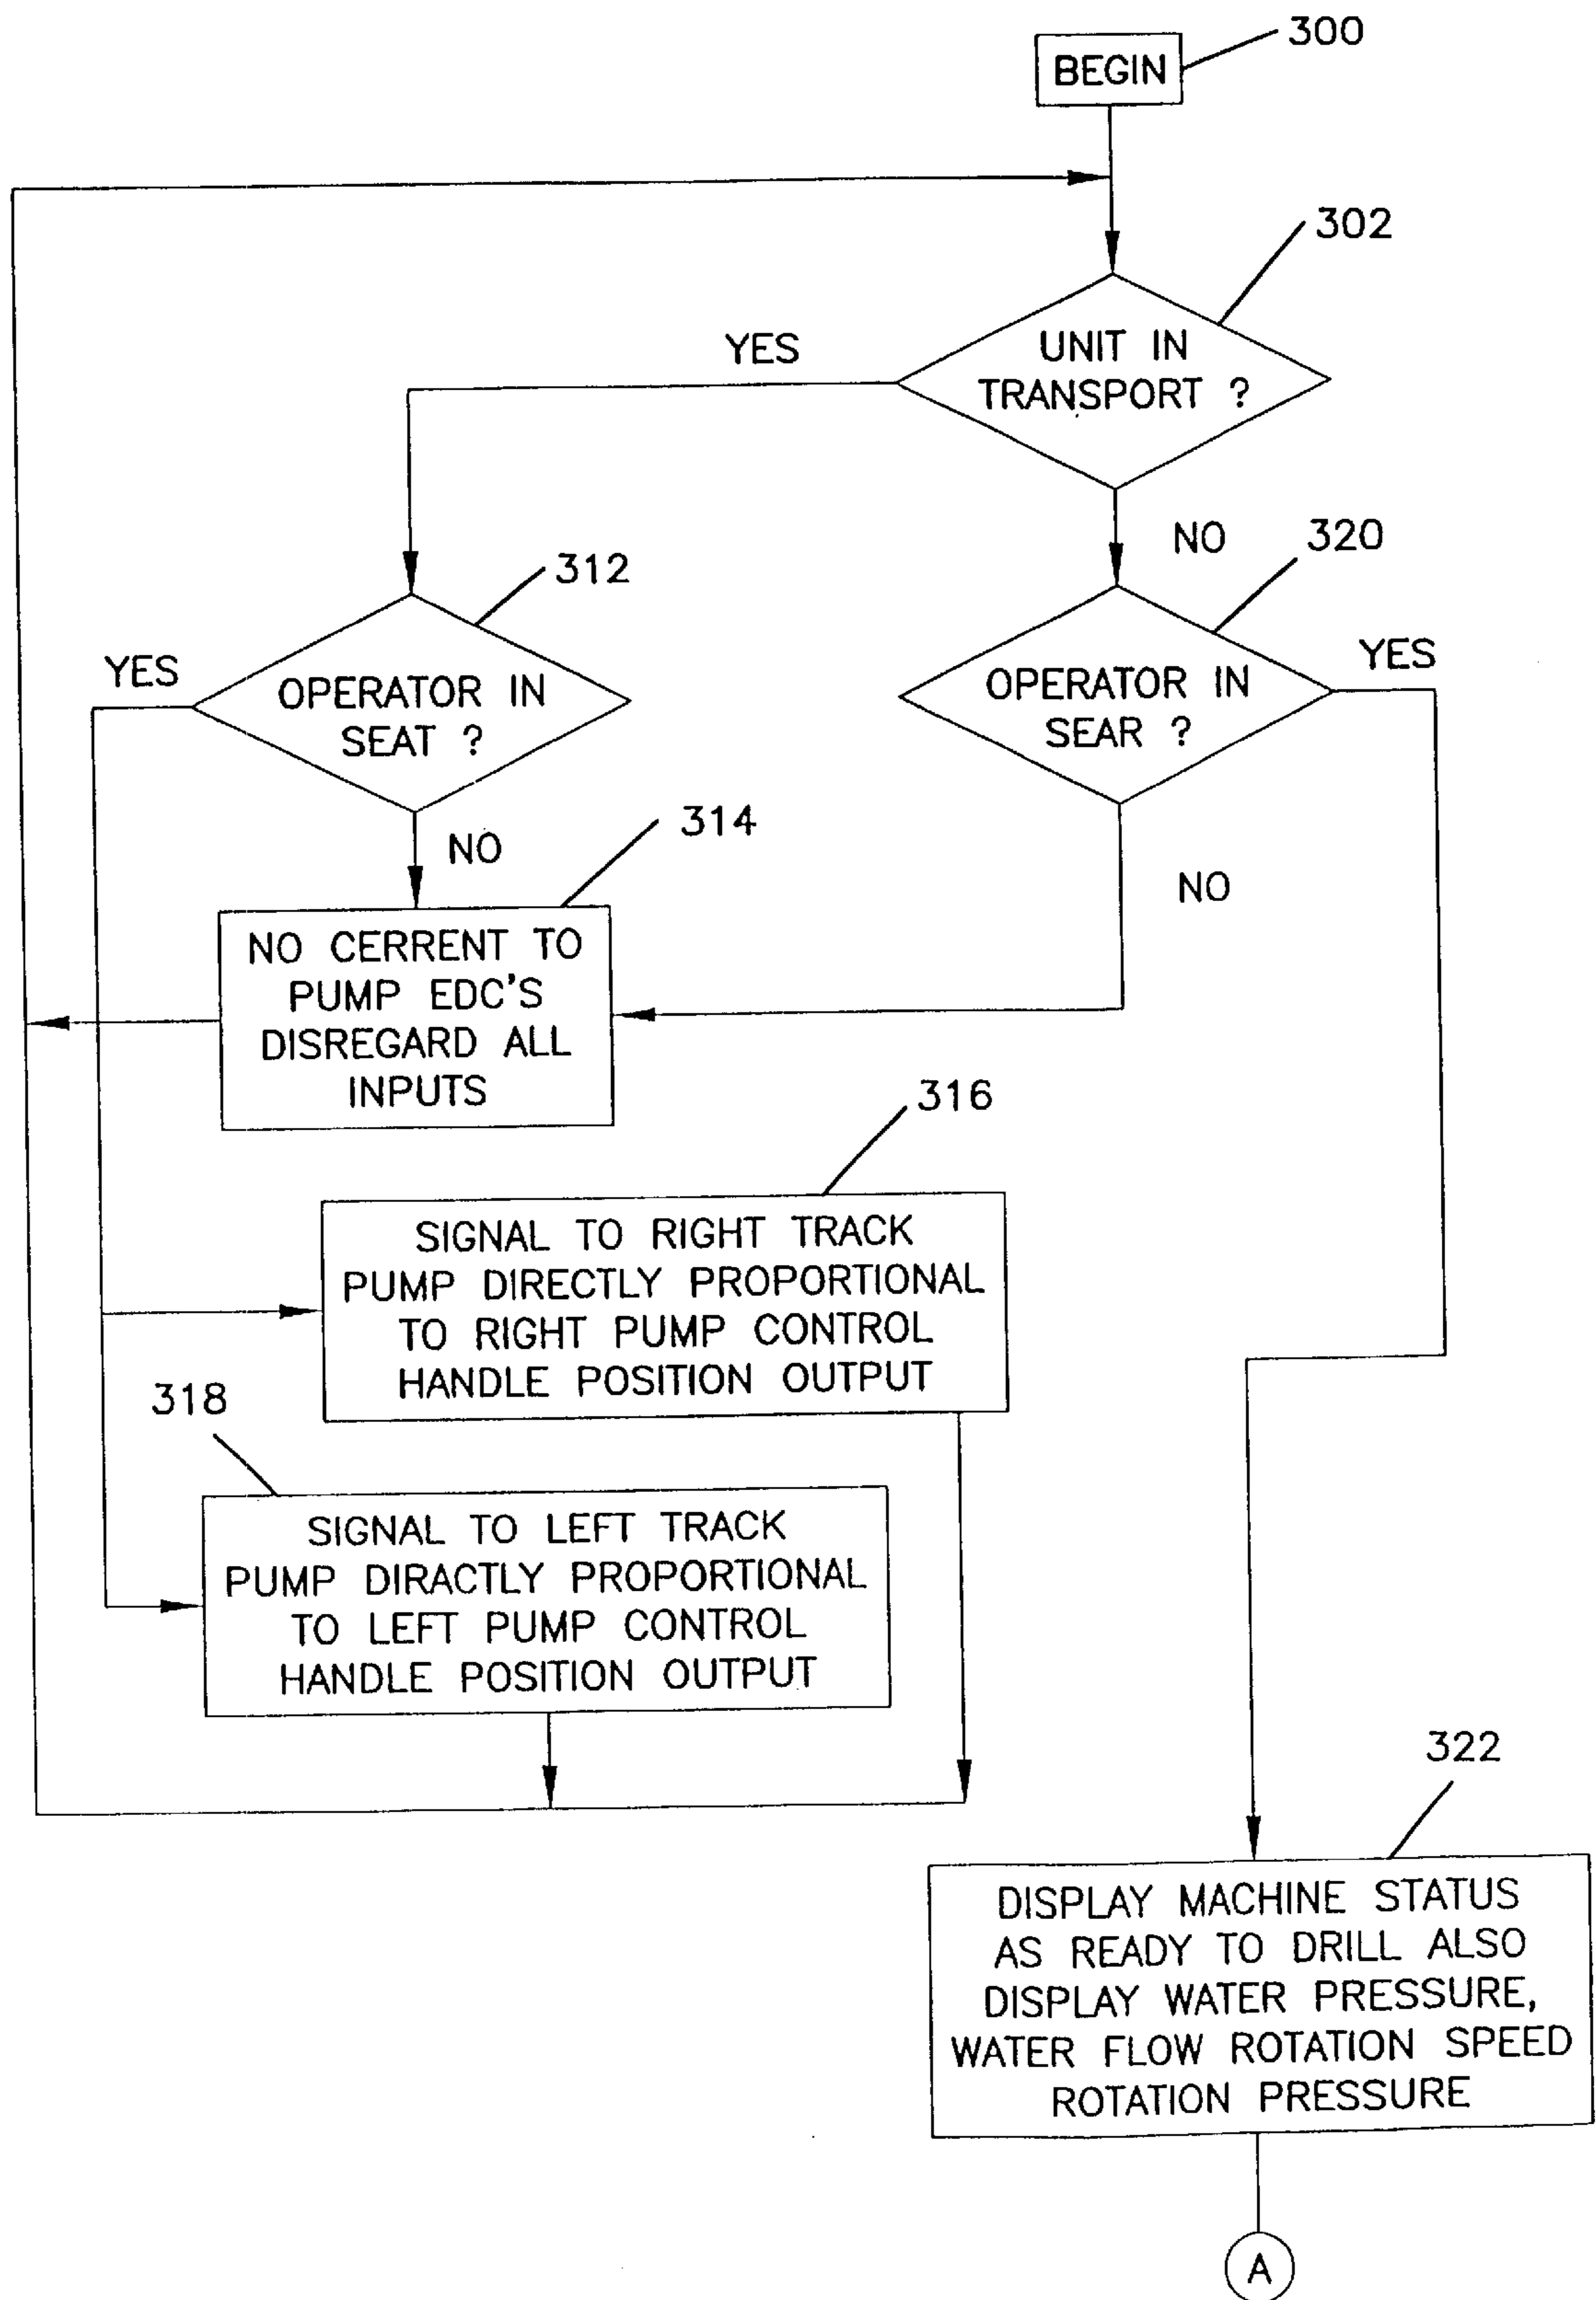 300
BEGIN
302
UNIT IN
TRANSPORT ?
YES
NO
320
312
OPERATOR IN
SEAT ?
YES
OPERATOR IN
SEAR ?
YES
NO
314
NO
NO CERRENT TO
PUMP EDC'S
DISREGARD ALL
INPUTS
316
SIGNAL TO RIGHT TRACK
PUMP DIRECTLY PROPORTIONAL
TO RIGHT PUMP CONTROL
HANDLE POSITION OUTPUT
318
SIGNAL TO LEFT TRACK
PUMP DIRACTLY PROPORTIONAL
TO LEFT PUMP CONTROL
HANDLE POSITION OUTPUT
322
DISPLAY MACHINE STATUS
AS READY TO DRILL ALSO
DISPLAY WATER PRESSURE,
WATER FLOW ROTATION SPEED
ROTATION PRESSURE
A